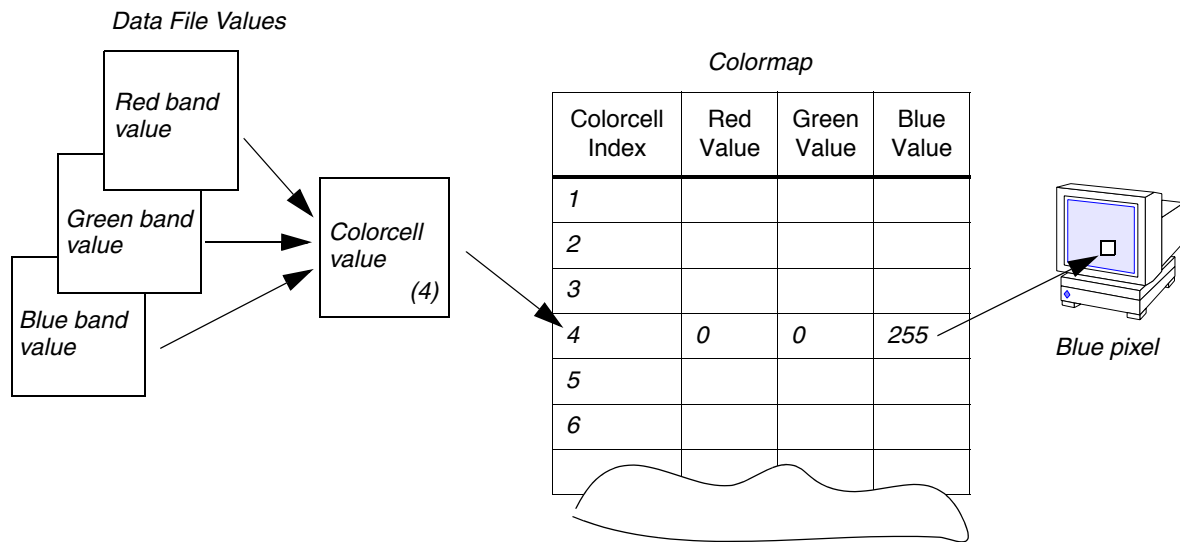 Data File Values
Red band
value
Green band
value
Blue band
value
Colorcell
value
(4)
Colormap
Colorcell Index Red Value Green Value Blue Value
1
2
3
4 0 0 255
5
6
Blue pixel